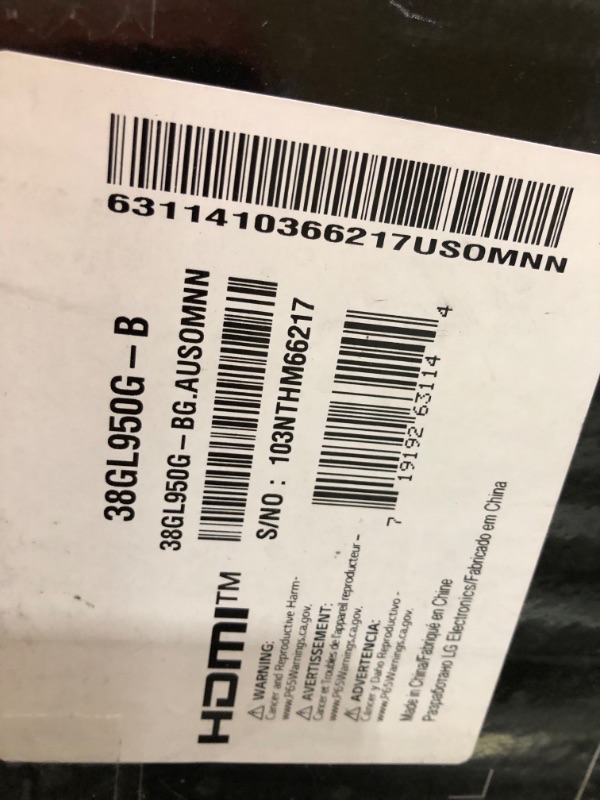 6311410366217USOMNN
38GL950G-B
38GL950G-BG.AUSOMNN
S/NO : 103NTHM66217
7 19192 63114 4
HDMI™
⚠ WARNING:
Cancer and Reproductive Harm-
www.P65Warnings.ca.gov.
⚠ AVERTISSEMENT:
Cancer et Troubles de l'appareil reproducteur -
www.P65Warnings.ca.gov.
⚠ ADVERTENCIA:
Cáncer y Daño Reproductivo -
www.P65Warnings.ca.gov.
Made in China/Fabriqué en Chine
Разработано LG Electronics/Fabricado em China